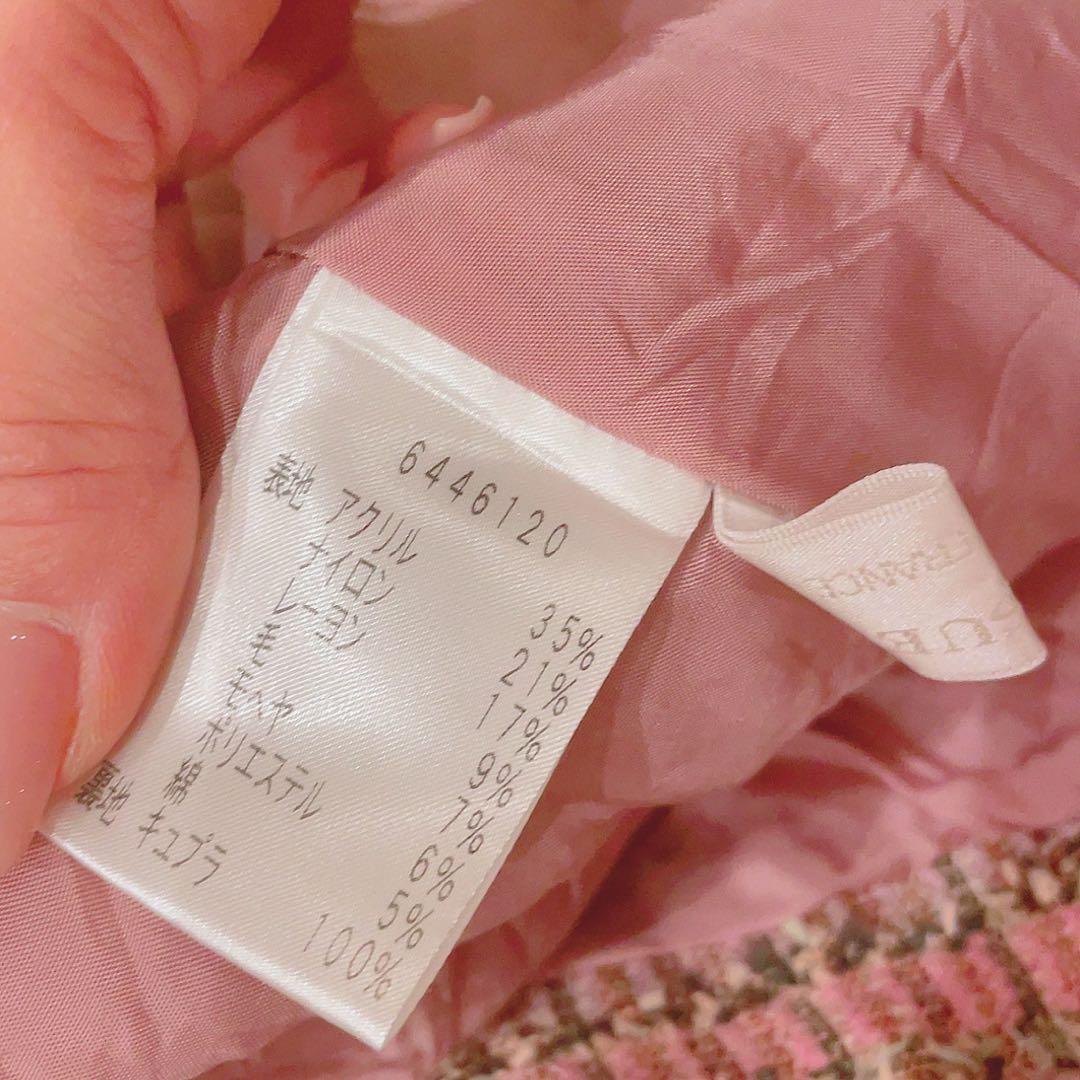 6446120
表地 アクリル 35%
ナイロン 21%
レーヨン 17%
毛 9%
モヘヤ 7%
ポリエステル 6%
綿 5%
裏地 キュプラ 100%
FRANCE